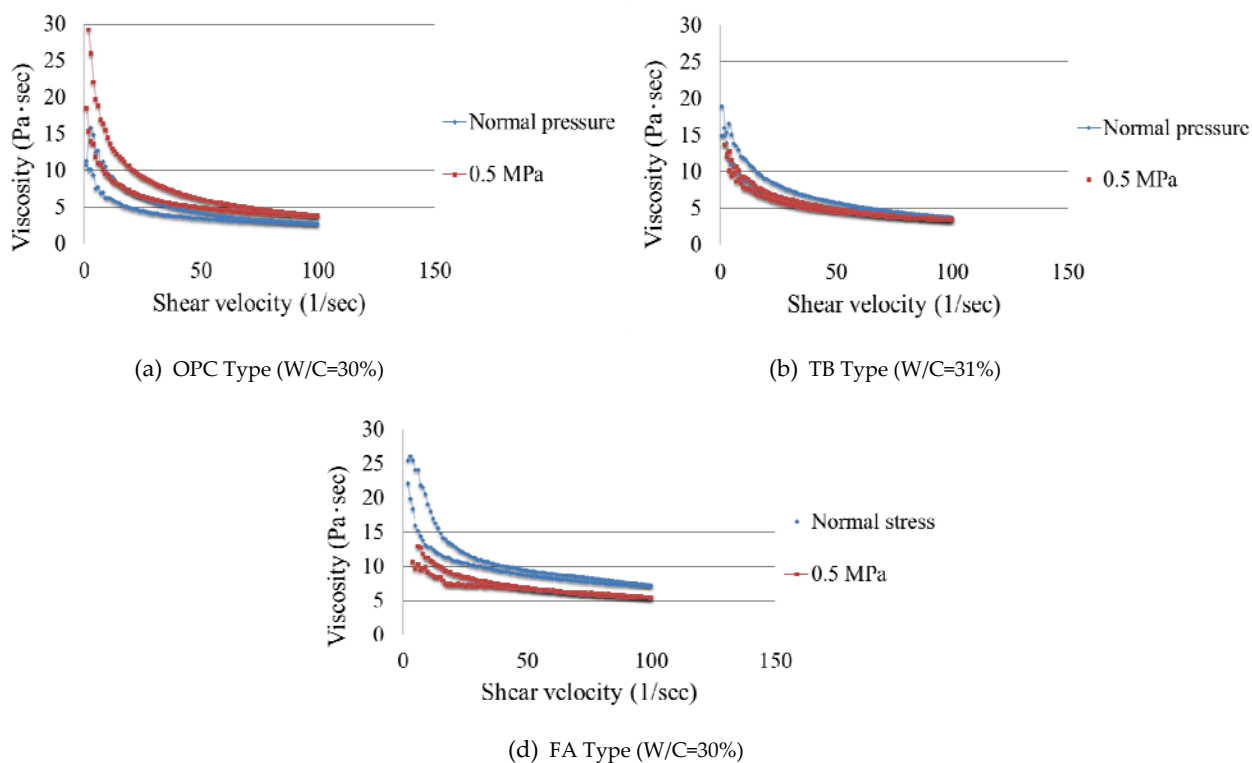 30
25
20
15
10
5
0
Viscosity (Pa·sec)
0 50 100 150
Shear velocity (1/sec)
Normal pressure
0.5 MPa
(a) OPC Type (W/C=30%)
30
25
20
15
10
5
0
Viscosity (Pa·sec)
0 50 100 150
Shear velocity (1/sec)
Normal pressure
0.5 MPa
(b) TB Type (W/C=31%)
30
25
20
15
10
5
0
Viscosity (Pa·sec)
0 50 100 150
Shear velocity (1/sec)
Normal stress
0.5 MPa
(d) FA Type (W/C=30%)